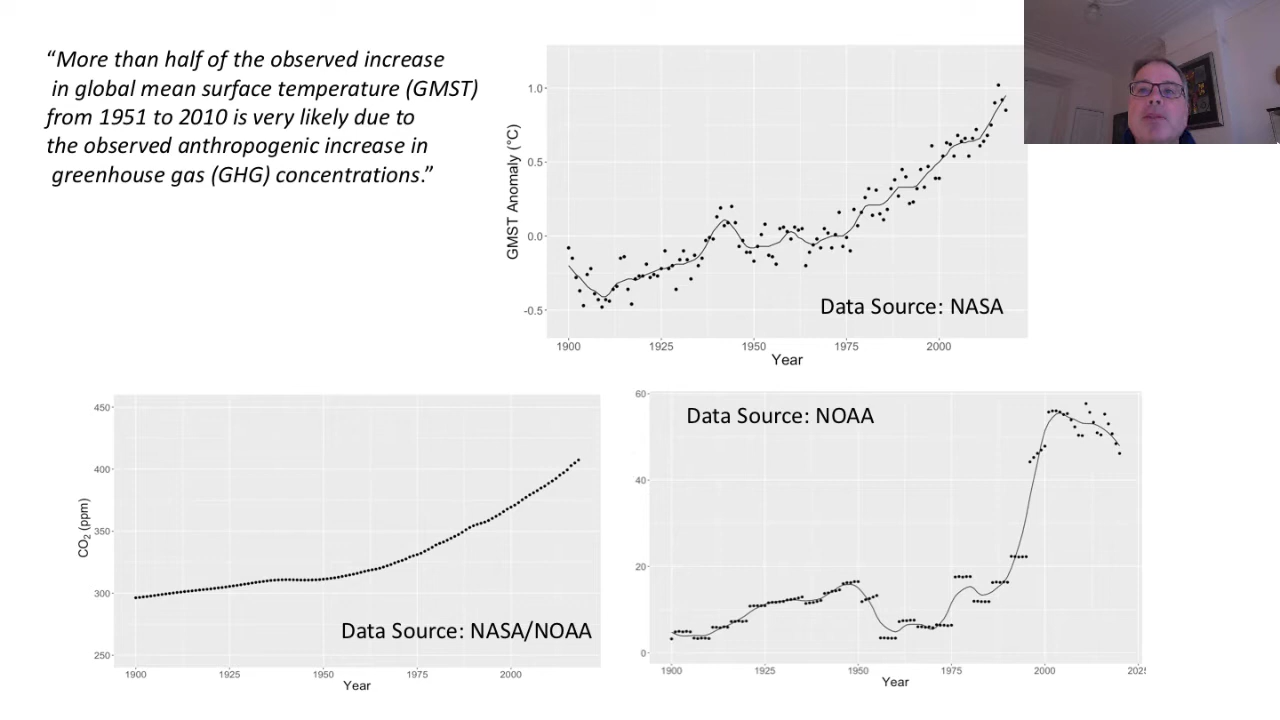 “More than half of the observed increase
in global mean surface temperature (GMST)
from 1951 to 2010 is very likely due to
the observed anthropogenic increase in
greenhouse gas (GHG) concentrations.”
GMST Anomaly (°C)
1.0
0.5
0.0
-0.5
Data Source: NASA
1900 1925 1950 1975 2000
Year
CO2 (ppm)
450
400
350
300
250
Data Source: NASA/NOAA
1900 1925 1950 1975 2000
Year
Data Source: NOAA
60
40
20
0
1900 1925 1950 1975 2000 2025
Year